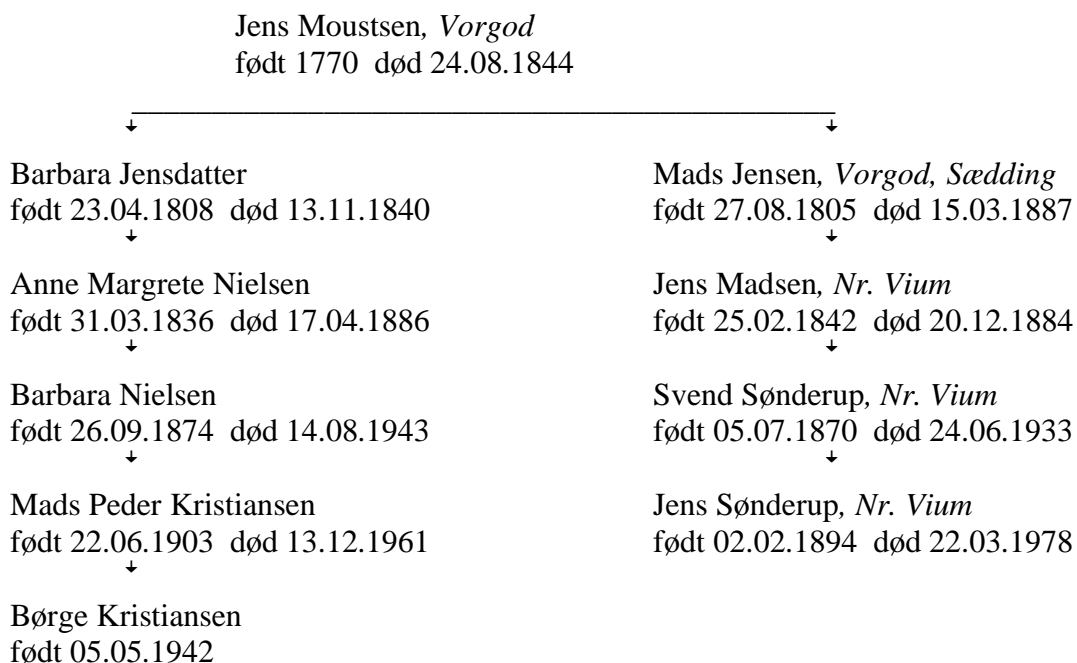 Jens Moustsen, Vorgod
født 1770 død 24.08.1844
Barbara Jensdatter
født 23.04.1808 død 13.11.1840
Mads Jensen, Vorgod, Sædding
født 27.08.1805 død 15.03.1887
Anne Margrete Nielsen
født 31.03.1836 død 17.04.1886
Jens Madsen, Nr. Vium
født 25.02.1842 død 20.12.1884
Barbara Nielsen
født 26.09.1874 død 14.08.1943
Svend Sønderup, Nr. Vium
født 05.07.1870 død 24.06.1933
Mads Peder Kristiansen
født 22.06.1903 død 13.12.1961
Jens Sønderup, Nr. Vium
født 02.02.1894 død 22.03.1978
Børge Kristiansen
født 05.05.1942